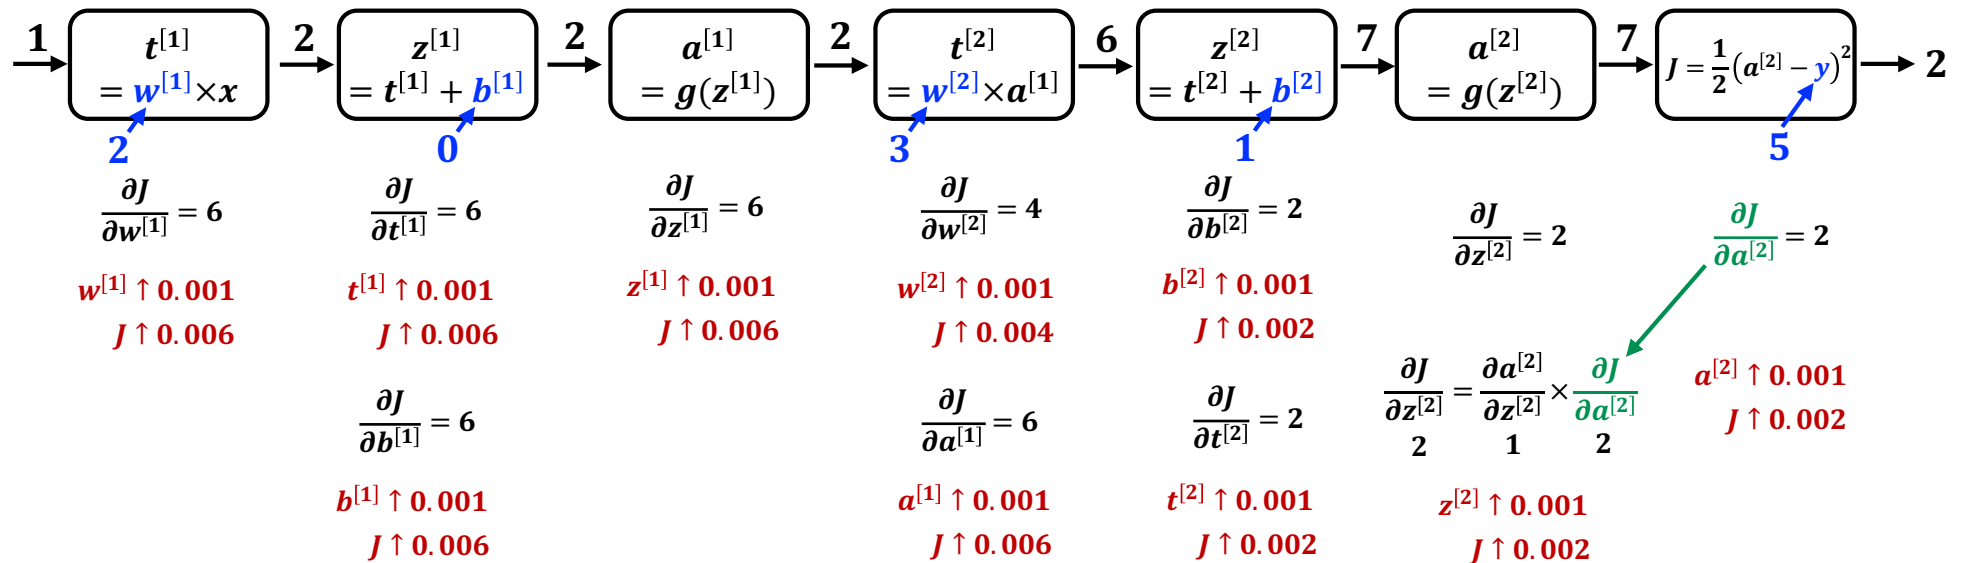 1 t^[1] = w^[1] × x 2
2 z^[1] = t^[1] + b^[1] 0
2 a^[1] = g(z^[1])
2 t^[2] = w^[2] × a^[1] 3
6 z^[2] = t^[2] + b^[2] 1
7 a^[2] = g(z^[2])
7 J = 1/2 (a^[2] − y)^2 5
2
∂J/∂w^[1] = 6
w^[1] ↑ 0.001
J ↑ 0.006
∂J/∂t^[1] = 6
t^[1] ↑ 0.001
J ↑ 0.006
∂J/∂b^[1] = 6
b^[1] ↑ 0.001
J ↑ 0.006
∂J/∂z^[1] = 6
z^[1] ↑ 0.001
J ↑ 0.006
∂J/∂w^[2] = 4
w^[2] ↑ 0.001
J ↑ 0.004
∂J/∂a^[1] = 6
a^[1] ↑ 0.001
J ↑ 0.006
∂J/∂b^[2] = 2
b^[2] ↑ 0.001
J ↑ 0.002
∂J/∂t^[2] = 2
t^[2] ↑ 0.001
J ↑ 0.002
∂J/∂z^[2] = 2
∂J/∂z^[2] = ∂a^[2]/∂z^[2] × ∂J/∂a^[2]
2 1 2
z^[2] ↑ 0.001
J ↑ 0.002
∂J/∂a^[2] = 2
a^[2] ↑ 0.001
J ↑ 0.002